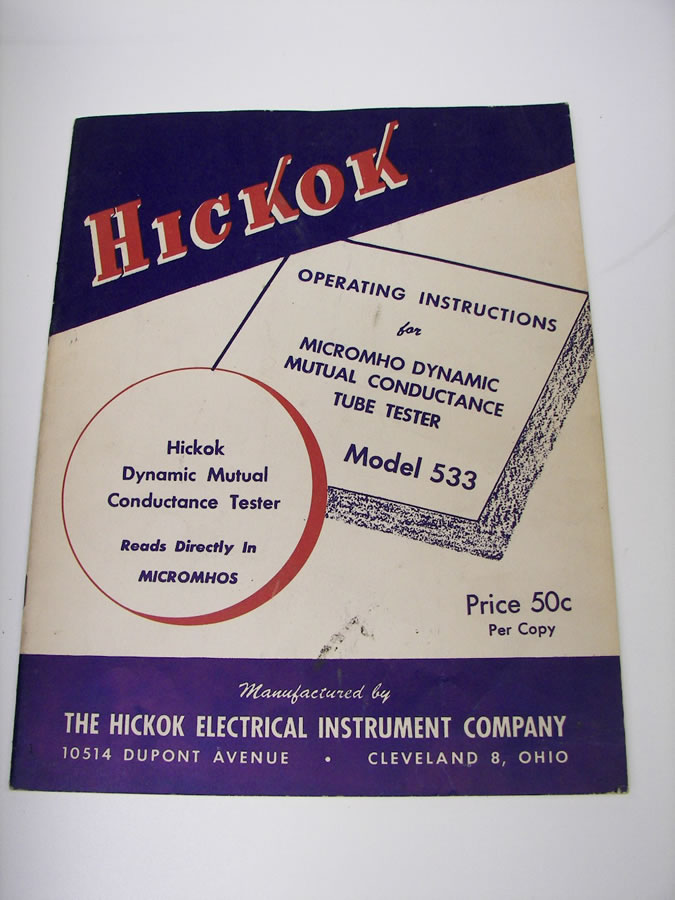 HICKOK
OPERATING INSTRUCTIONS
for
MICROMHO DYNAMIC
MUTUAL CONDUCTANCE
TUBE TESTER
Model 533
Hickok
Dynamic Mutual
Conductance Tester
Reads Directly In
MICROMHOS
Price 50c
Per Copy
Manufactured by
THE HICKOK ELECTRICAL INSTRUMENT COMPANY
10514 DUPONT AVENUE • CLEVELAND 8, OHIO